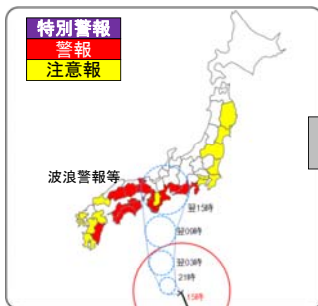 特別警報
警報
注意報
波浪警報等
翌15時
翌09時
翌03時
21時
15時